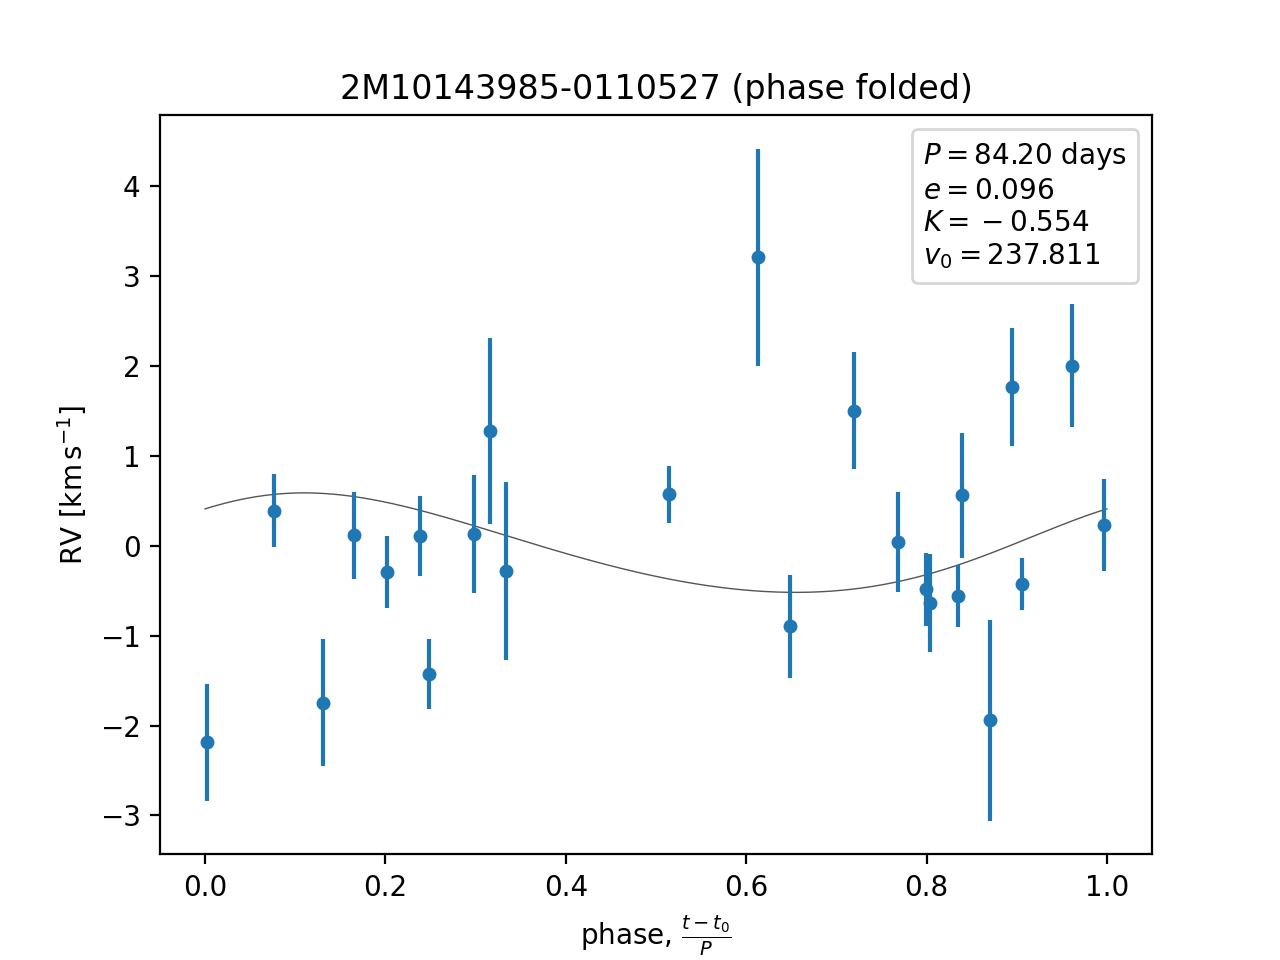 2M10143985-0110527 (phase folded)
P = 84.20 days
e = 0.096
K = −0.554
v₀ = 237.811
4
3
2
1
0
−1
−2
−3
RV [km s⁻¹]
0.0 0.2 0.4 0.6 0.8 1.0
phase, (t − t₀)/P